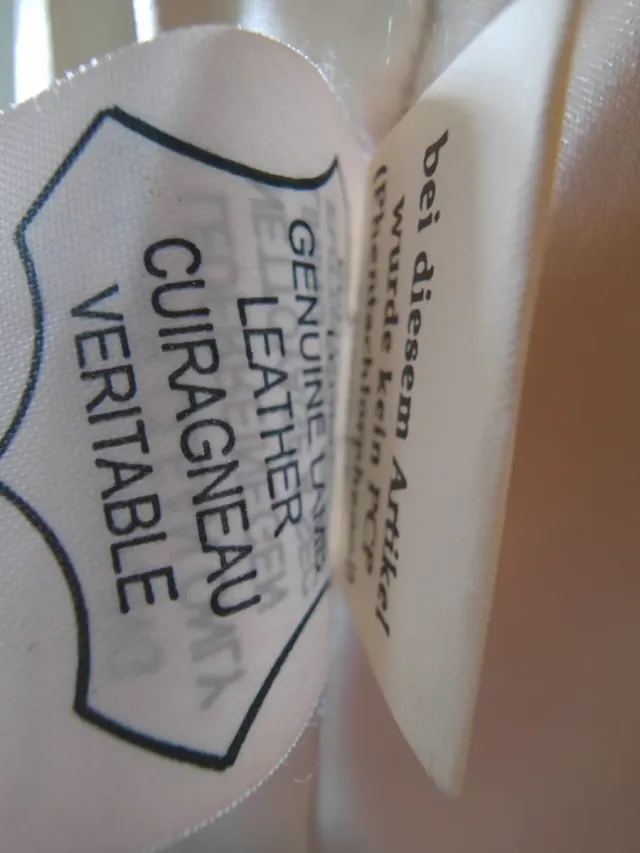 GENUINE LAMB
LEATHER
CUIRAGNEAU
VERITABLE
bei diesem Artikel
wurde kein PCP